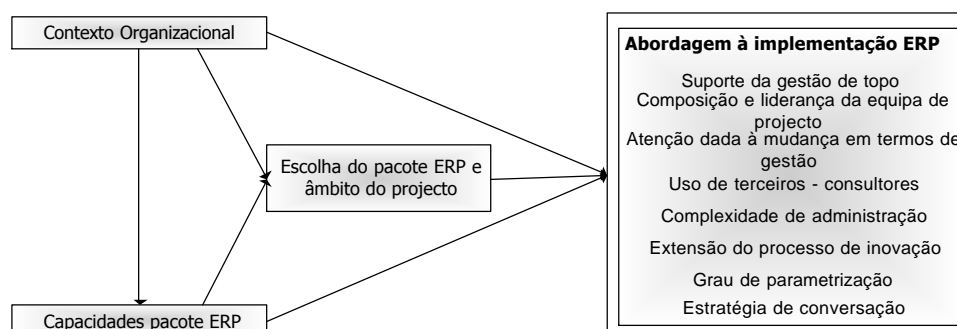 Contexto Organizacional
Escolha do pacote ERP e
âmbito do projecto
Capacidades pacote ERP
Abordagem à implementação ERP
Suporte da gestão de topo
Composição e liderança da equipa de
projecto
Atenção dada à mudança em termos de
gestão
Uso de terceiros - consultores
Complexidade de administração
Extensão do processo de inovação
Grau de parametrização
Estratégia de conversação